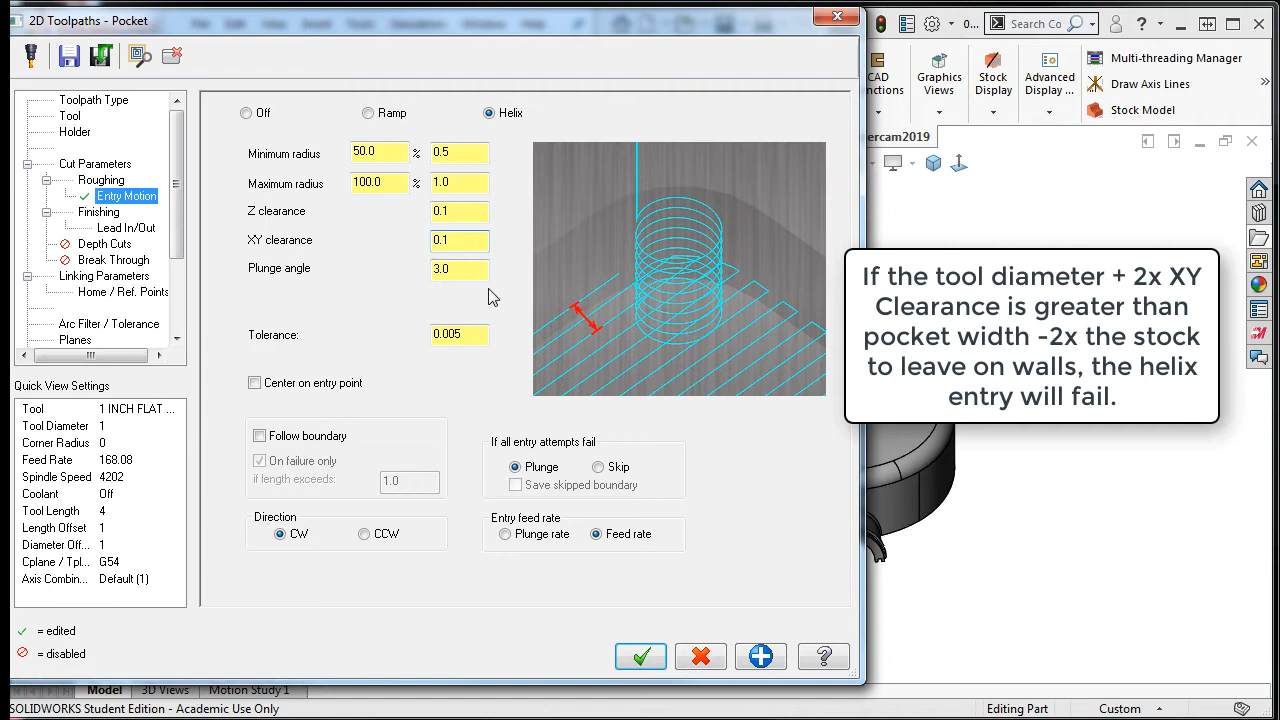 2D Toolpaths - Pocket
0...
Search Co
Multi-threading Manager
Draw Axis Lines
Stock Model
CAD
Functions
Graphics
Views
Stock
Display
Advanced
Display ...
ercam2019
Toolpath Type
Tool
Holder
Cut Parameters
Roughing
Entry Motion
Finishing
Lead In/Out
Depth Cuts
Break Through
Linking Parameters
Home / Ref. Points
Arc Filter / Tolerance
Planes
Off
Ramp
Helix
Minimum radius 50.0 % 0.5
Maximum radius 100.0 % 1.0
Z clearance 0.1
XY clearance 0.1
Plunge angle 3.0
Tolerance: 0.005
Center on entry point
Follow boundary
On failure only
if length exceeds: 1.0
Direction
CW CCW
If all entry attempts fail
Plunge Skip
Save skipped boundary
Entry feed rate
Plunge rate Feed rate
If the tool diameter + 2x XY
Clearance is greater than
pocket width -2x the stock
to leave on walls, the helix
entry will fail.
Quick View Settings
Tool 1 INCH FLAT ...
Tool Diameter 1
Corner Radius 0
Feed Rate 168.08
Spindle Speed 4202
Coolant Off
Tool Length 4
Length Offset 1
Diameter Off... 1
Cplane / Tpl... G54
Axis Combin... Default (1)
= edited
= disabled
Model 3D Views Motion Study 1
SOLIDWORKS Student Edition - Academic Use Only
Editing Part
Custom